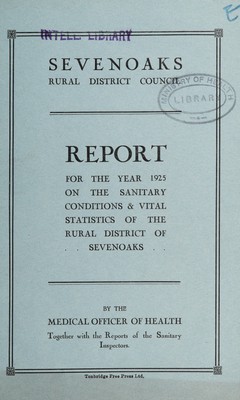 INTELL LIBRARY
SEVENOAKS
RURAL DISTRICT COUNCIL
MINISTRY OF HEALTH
LIBRARY
REPORT
FOR THE YEAR 1925
ON THE SANITARY
CONDITIONS & VITAL
STATISTICS OF THE
RURAL DISTRICT OF
. . SEVENOAKS . .
BY THE
MEDICAL OFFICER OF HEALTH
Together with the Reports of the Sanitary
Inspectors.
Tonbridge Free Press Ltd,